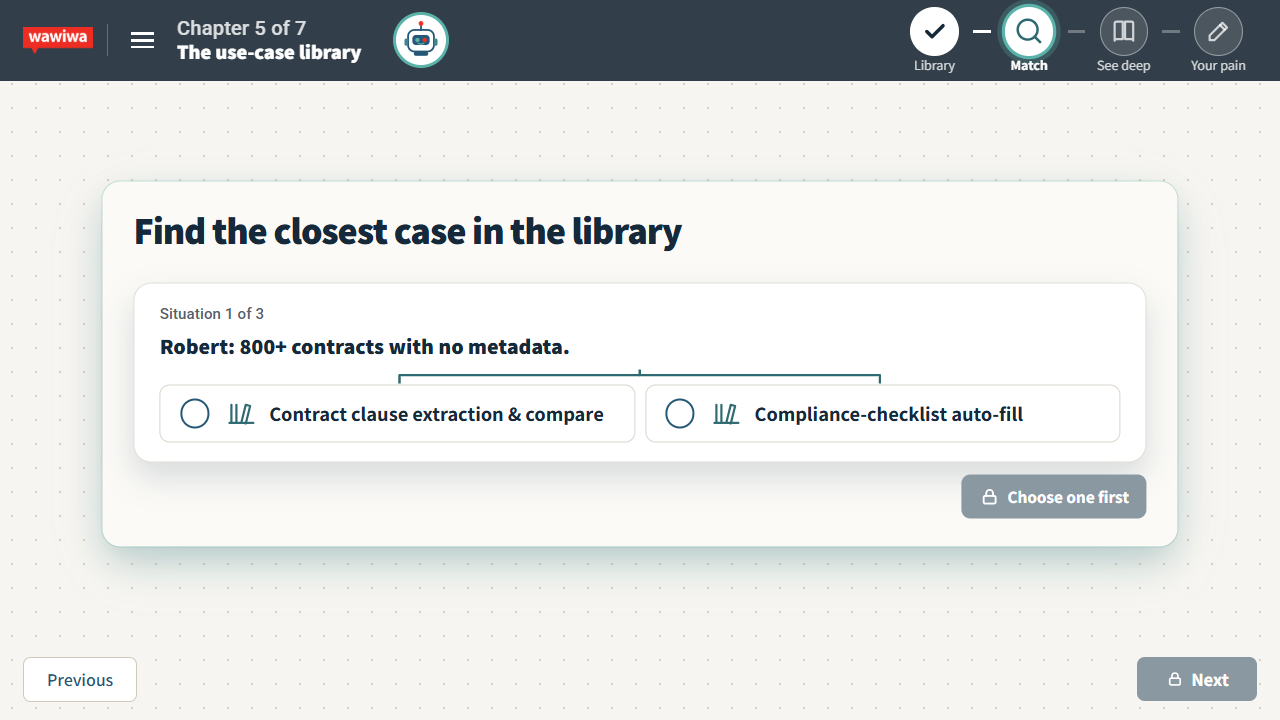 wawiwa
Chapter 5 of 7
The use-case library
Library
Match
See deep
Your pain
Find the closest case in the library
Situation 1 of 3
Robert: 800+ contracts with no metadata.
Contract clause extraction & compare
Compliance-checklist auto-fill
Choose one first
Previous
Next